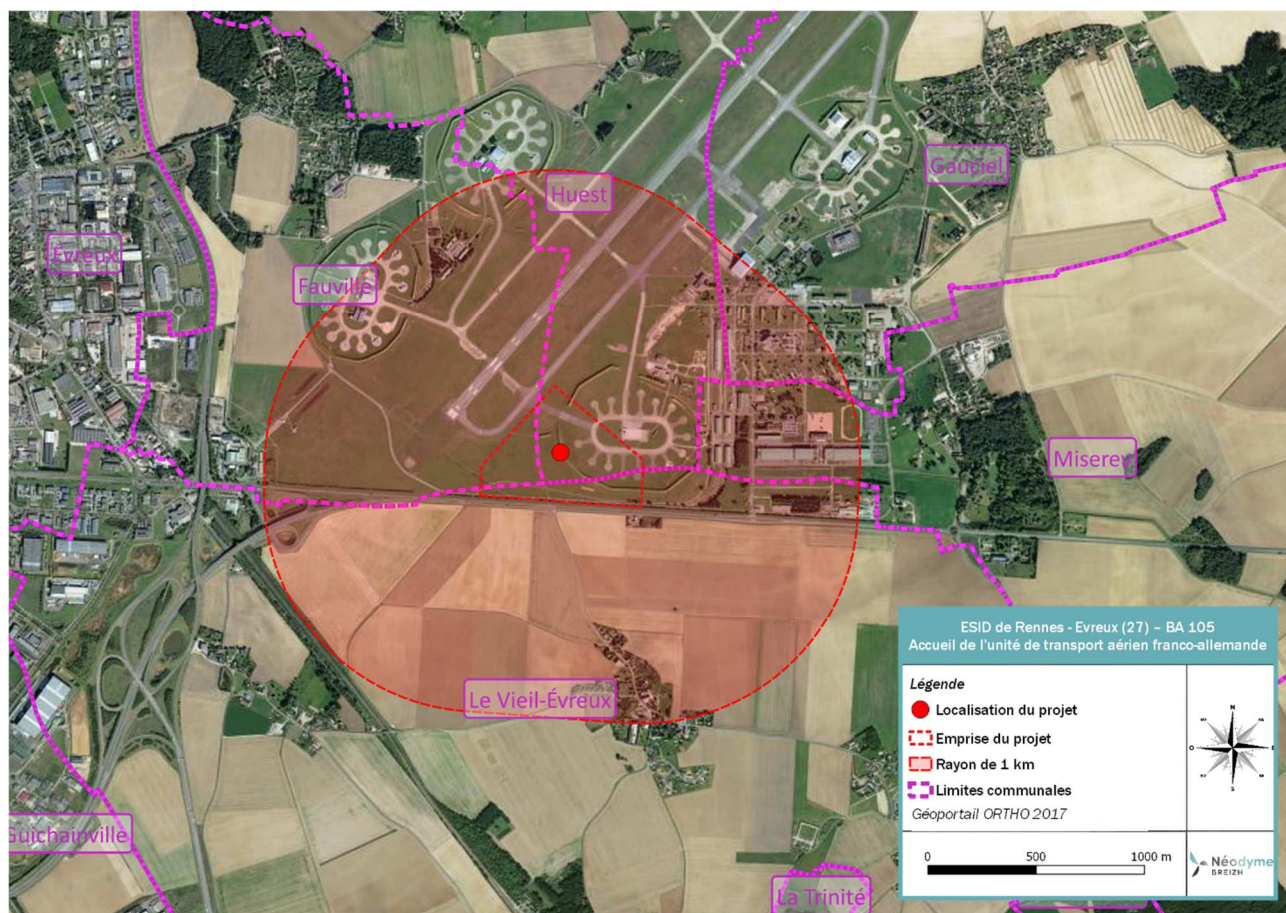 Huest
Gauciel
Évreux
Fauville
Miserey
Le Vieil-Évreux
Guichainville
La Trinité
ESID de Rennes - Evreux (27) – BA 105
Accueil de l'unité de transport aérien franco-allemande
Légende
Localisation du projet
Emprise du projet
Rayon de 1 km
Limites communales
Géoportail ORTHO 2017
N
O
E
S
0 500 1000 m
Néodyme
BREIZH